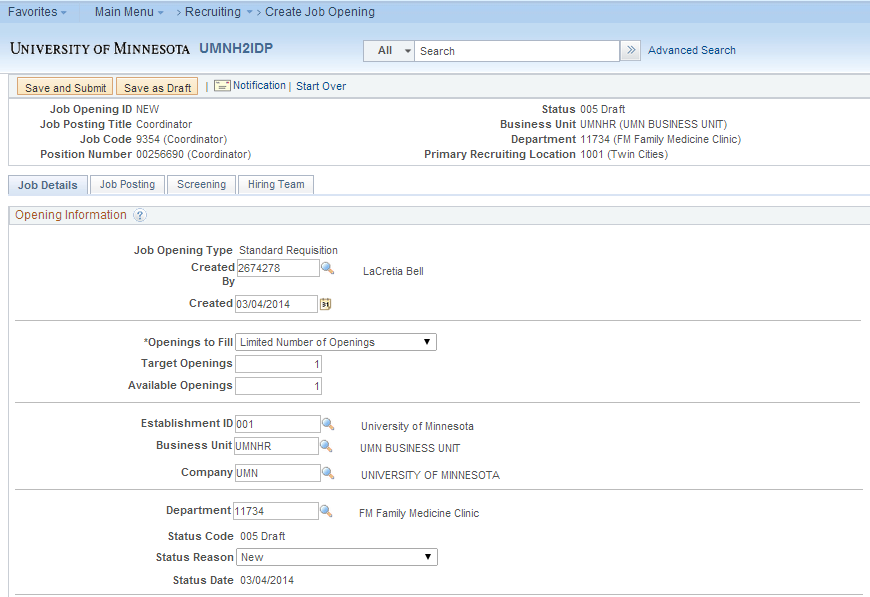 Favorites Main Menu > Recruiting > Create Job Opening
UNIVERSITY OF MINNESOTA UMNH2IDP All Search >> Advanced Search
Save and Submit Save as Draft | Notification | Start Over
Job Opening ID NEW Status 005 Draft
Job Posting Title Coordinator Business Unit UMNHR (UMN BUSINESS UNIT)
Job Code 9354 (Coordinator) Department 11734 (FM Family Medicine Clinic)
Position Number 00256690 (Coordinator) Primary Recruiting Location 1001 (Twin Cities)
Job Details Job Posting Screening Hiring Team
Opening Information ?
Job Opening Type Standard Requisition
Created By 2674278 LaCretia Bell
Created 03/04/2014 31
*Openings to Fill Limited Number of Openings
Target Openings 1
Available Openings 1
Establishment ID 001 University of Minnesota
Business Unit UMNHR UMN BUSINESS UNIT
Company UMN UNIVERSITY OF MINNESOTA
Department 11734 FM Family Medicine Clinic
Status Code 005 Draft
Status Reason New
Status Date 03/04/2014